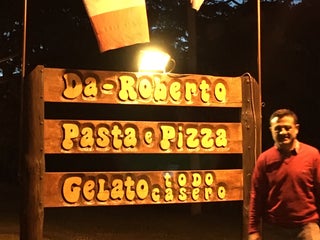 Da-Roberto
Pasta e Pizza
Gelato todo casero